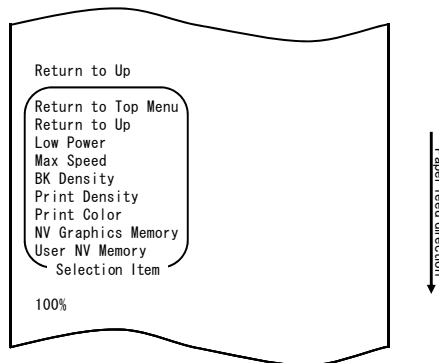 Return to Up
Return to Top Menu
Return to Up
Low Power
Max Speed
BK Density
Print Density
Print Color
NV Graphics Memory
User NV Memory
Selection Item
100%
Paper feed direction